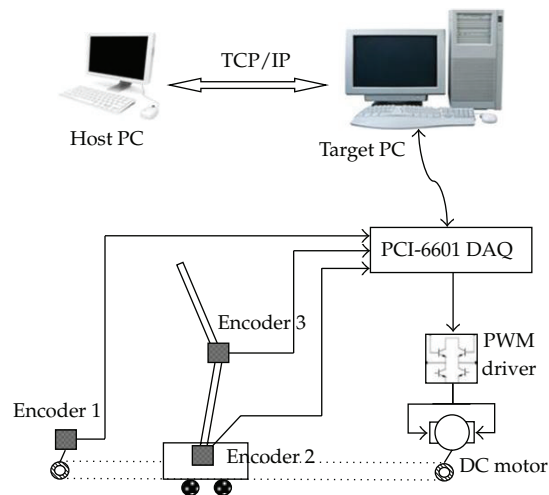 TCP/IP
Host PC
Target PC
PCI-6601 DAQ
Encoder 3
PWM
driver
Encoder 1
Encoder 2
DC motor